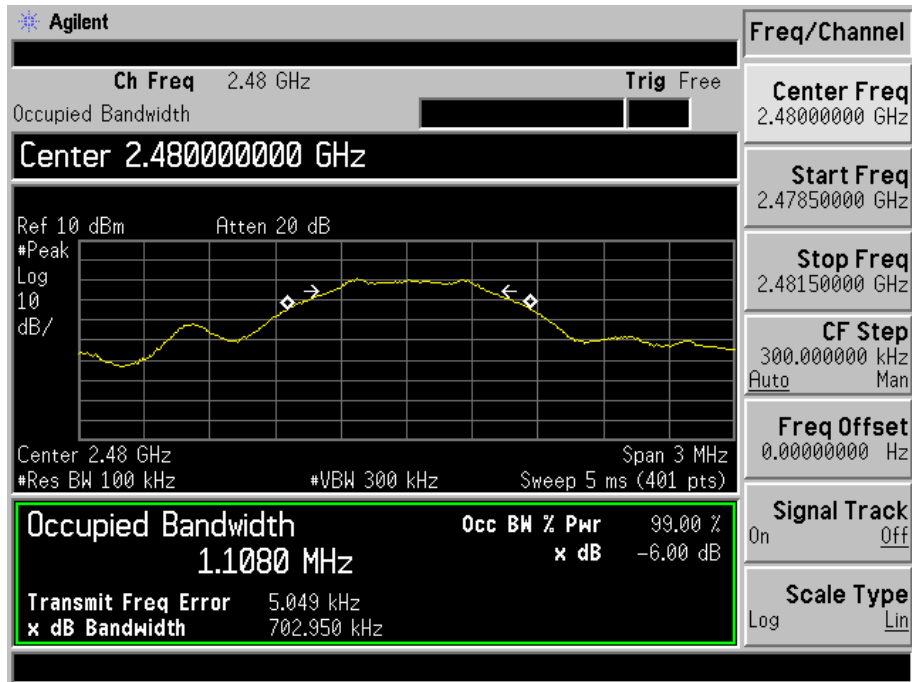 Agilent
Freq/Channel
Ch Freq 2.48 GHz Trig Free
Occupied Bandwidth
Center 2.480000000 GHz
Ref 10 dBm Atten 20 dB
#Peak
Log
10
dB/
Center 2.48 GHz Span 3 MHz
#Res BW 100 kHz #VBW 300 kHz Sweep 5 ms (401 pts)
Occupied Bandwidth
1.1080 MHz
Occ BW % Pwr 99.00 %
x dB -6.00 dB
Transmit Freq Error 5.049 kHz
x dB Bandwidth 702.950 kHz
Center Freq
2.48000000 GHz
Start Freq
2.47850000 GHz
Stop Freq
2.48150000 GHz
CF Step
300.000000 kHz
Auto Man
Freq Offset
0.00000000 Hz
Signal Track
On Off
Scale Type
Log Lin